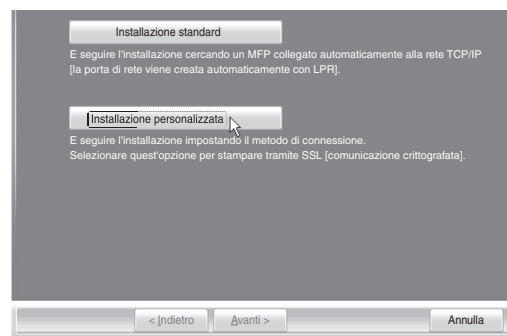 Installazione standard
E seguire l'installazione cercando un MFP collegato automaticamente alla rete TCP/IP
[la porta di rete viene creata automaticamente con LPR].
Installazione personalizzata
E seguire l'installazione impostando il metodo di connessione.
Selezionare quest'opzione per stampare tramite SSL [comunicazione crittografata].
< Indietro
Avanti >
Annulla